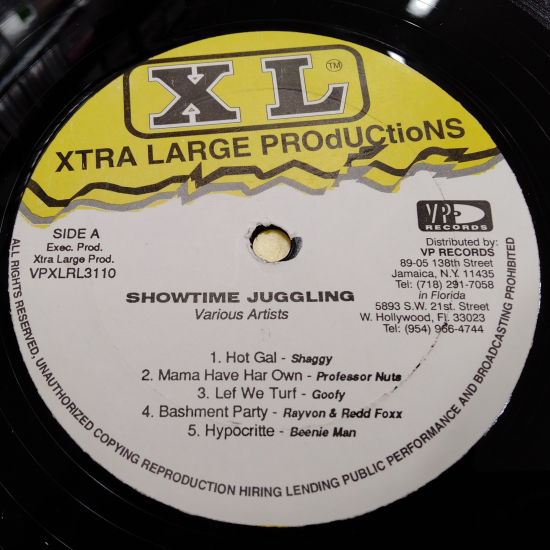 XL™
XTRA LARGE PROdUCtioNS
SIDE A
Exec. Prod.
Xtra Large Prod.
VPXLRL3110
VP
RECORDS
Distributed by:
VP RECORDS
89-05 138th Street
Jamaica, N.Y. 11435
Tel: (718) 291-7058
in Florida
5893 S.W. 21st. Street
W. Hollywood, Fl. 33023
Tel: (954) 966-4744
SHOWTIME JUGGLING
Various Artists
1. Hot Gal - Shaggy
2. Mama Have Har Own - Professor Nuts
3. Lef We Turf - Goofy
4. Bashment Party - Rayvon & Redd Foxx
5. Hypocritte - Beenie Man
ALL RIGHTS RESERVED, UNAUTHORIZED COPYING REPRODUCTION HIRING LENDING PUBLIC PERFORMANCE AND BROADCASTING PROHIBITED